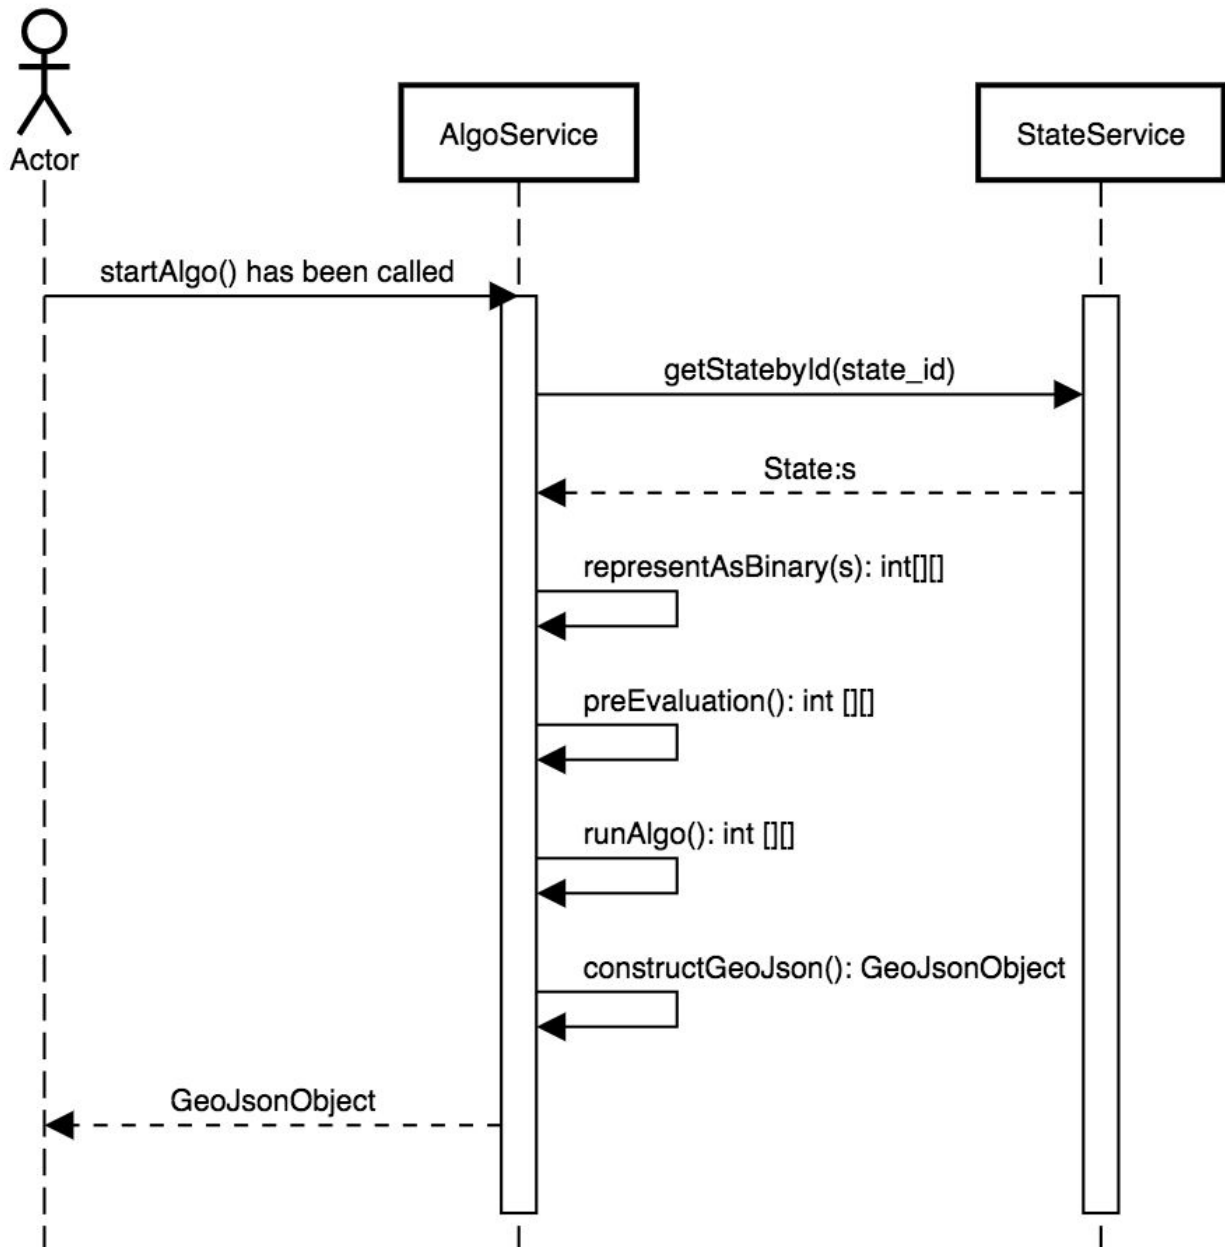 Actor
AlgoService
StateService
startAlgo() has been called
getStatebyId(state_id)
State:s
representAsBinary(s): int[][]
preEvaluation(): int [][]
runAlgo(): int [][]
constructGeoJson(): GeoJsonObject
GeoJsonObject